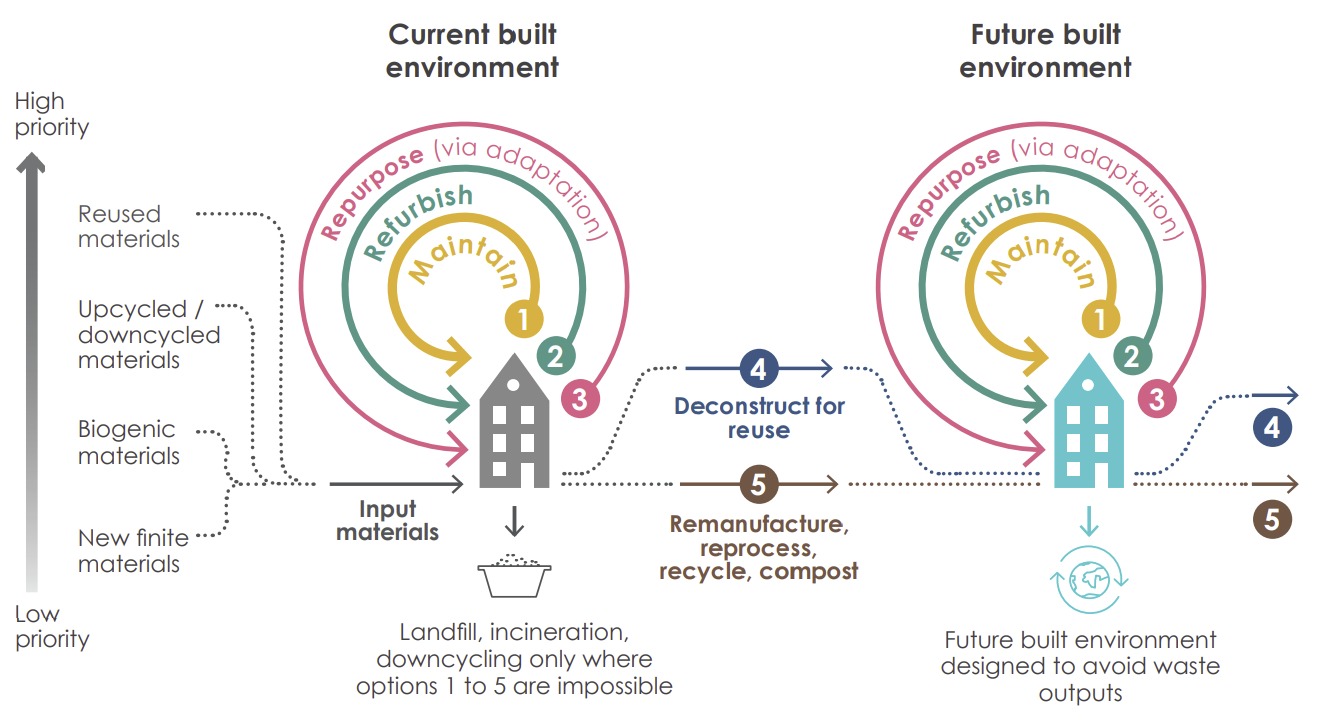 Current built
environment
Future built
environment
High
priority
Reused
materials
Upcycled /
downcycled
materials
Biogenic
materials
New finite
materials
Low
priority
Input
materials
Repurpose (via adaptation)
Refurbish
Maintain
1
2
3
4
Deconstruct for
reuse
5
Remanufacture,
reprocess,
recycle, compost
Landfill, incineration,
downcycling only where
options 1 to 5 are impossible
Repurpose (via adaptation)
Refurbish
Maintain
1
2
3
4
5
Future built environment
designed to avoid waste
outputs